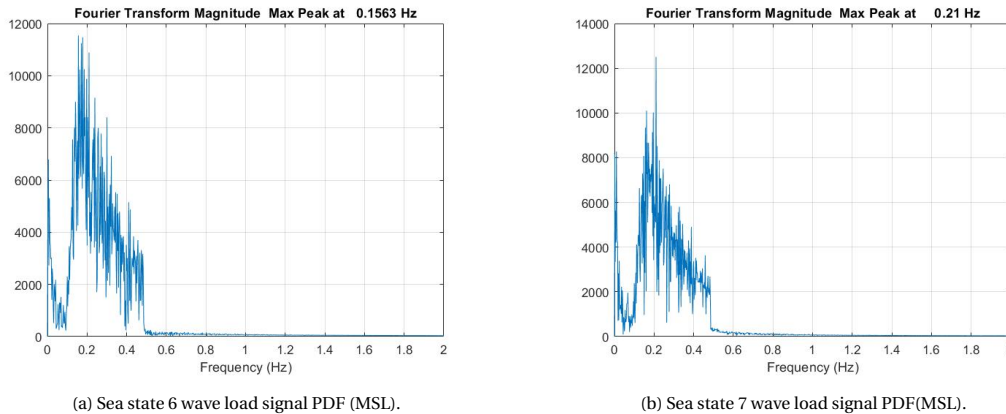 Fourier Transform Magnitude Max Peak at 0.1563 Hz
12000
10000
8000
6000
4000
2000
0
0 0.2 0.4 0.6 0.8 1 1.2 1.4 1.6 1.8 2
Frequency (Hz)
(a) Sea state 6 wave load signal PDF (MSL).
Fourier Transform Magnitude Max Peak at 0.21 Hz
14000
12000
10000
8000
6000
4000
2000
0
0 0.2 0.4 0.6 0.8 1 1.2 1.4 1.6 1.8
Frequency (Hz)
(b) Sea state 7 wave load signal PDF(MSL).